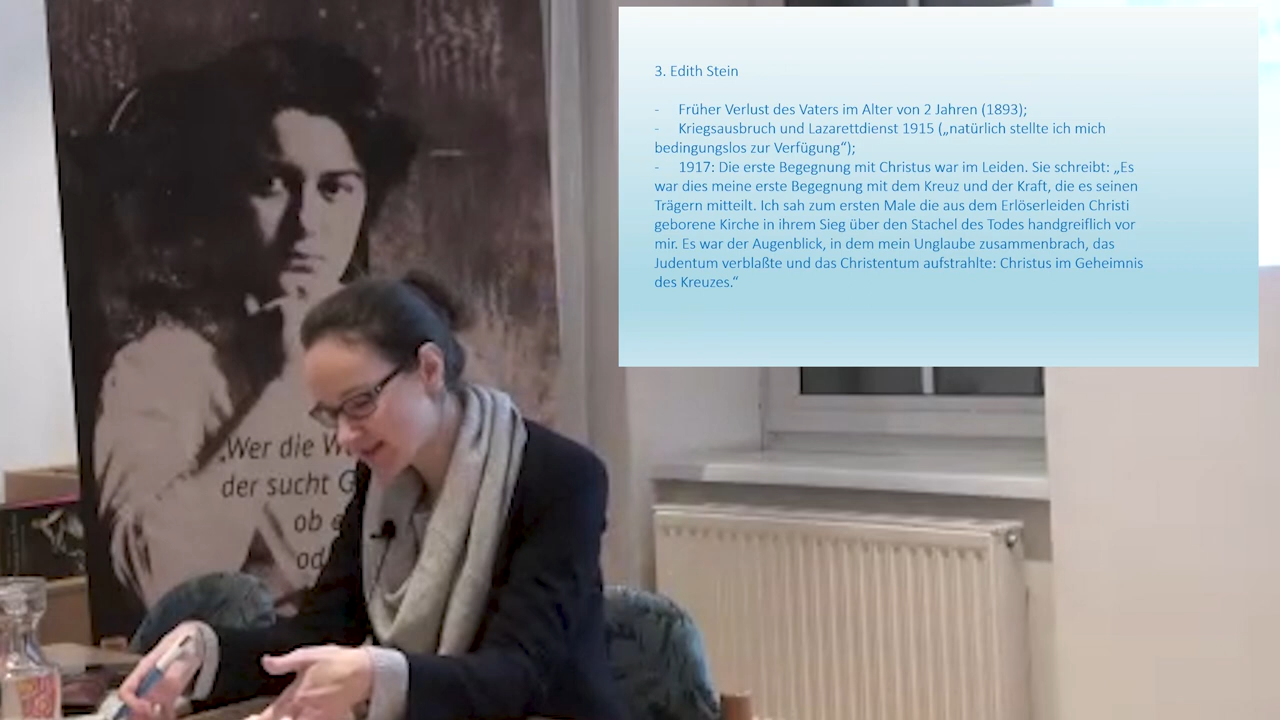 3. Edith Stein
- Früher Verlust des Vaters im Alter von 2 Jahren (1893);
- Kriegsausbruch und Lazarettdienst 1915 („natürlich stellte ich mich
bedingungslos zur Verfügung“);
- 1917: Die erste Begegnung mit Christus war im Leiden. Sie schreibt: „Es
war dies meine erste Begegnung mit dem Kreuz und der Kraft, die es seinen
Trägern mitteilt. Ich sah zum ersten Male die aus dem Erlöserleiden Christi
geborene Kirche in ihrem Sieg über den Stachel des Todes handgreiflich vor
mir. Es war der Augenblick, in dem mein Unglaube zusammenbrach, das
Judentum verblaßte und das Christentum aufstrahlte: Christus im Geheimnis
des Kreuzes.“
„Wer die
der sucht
ob